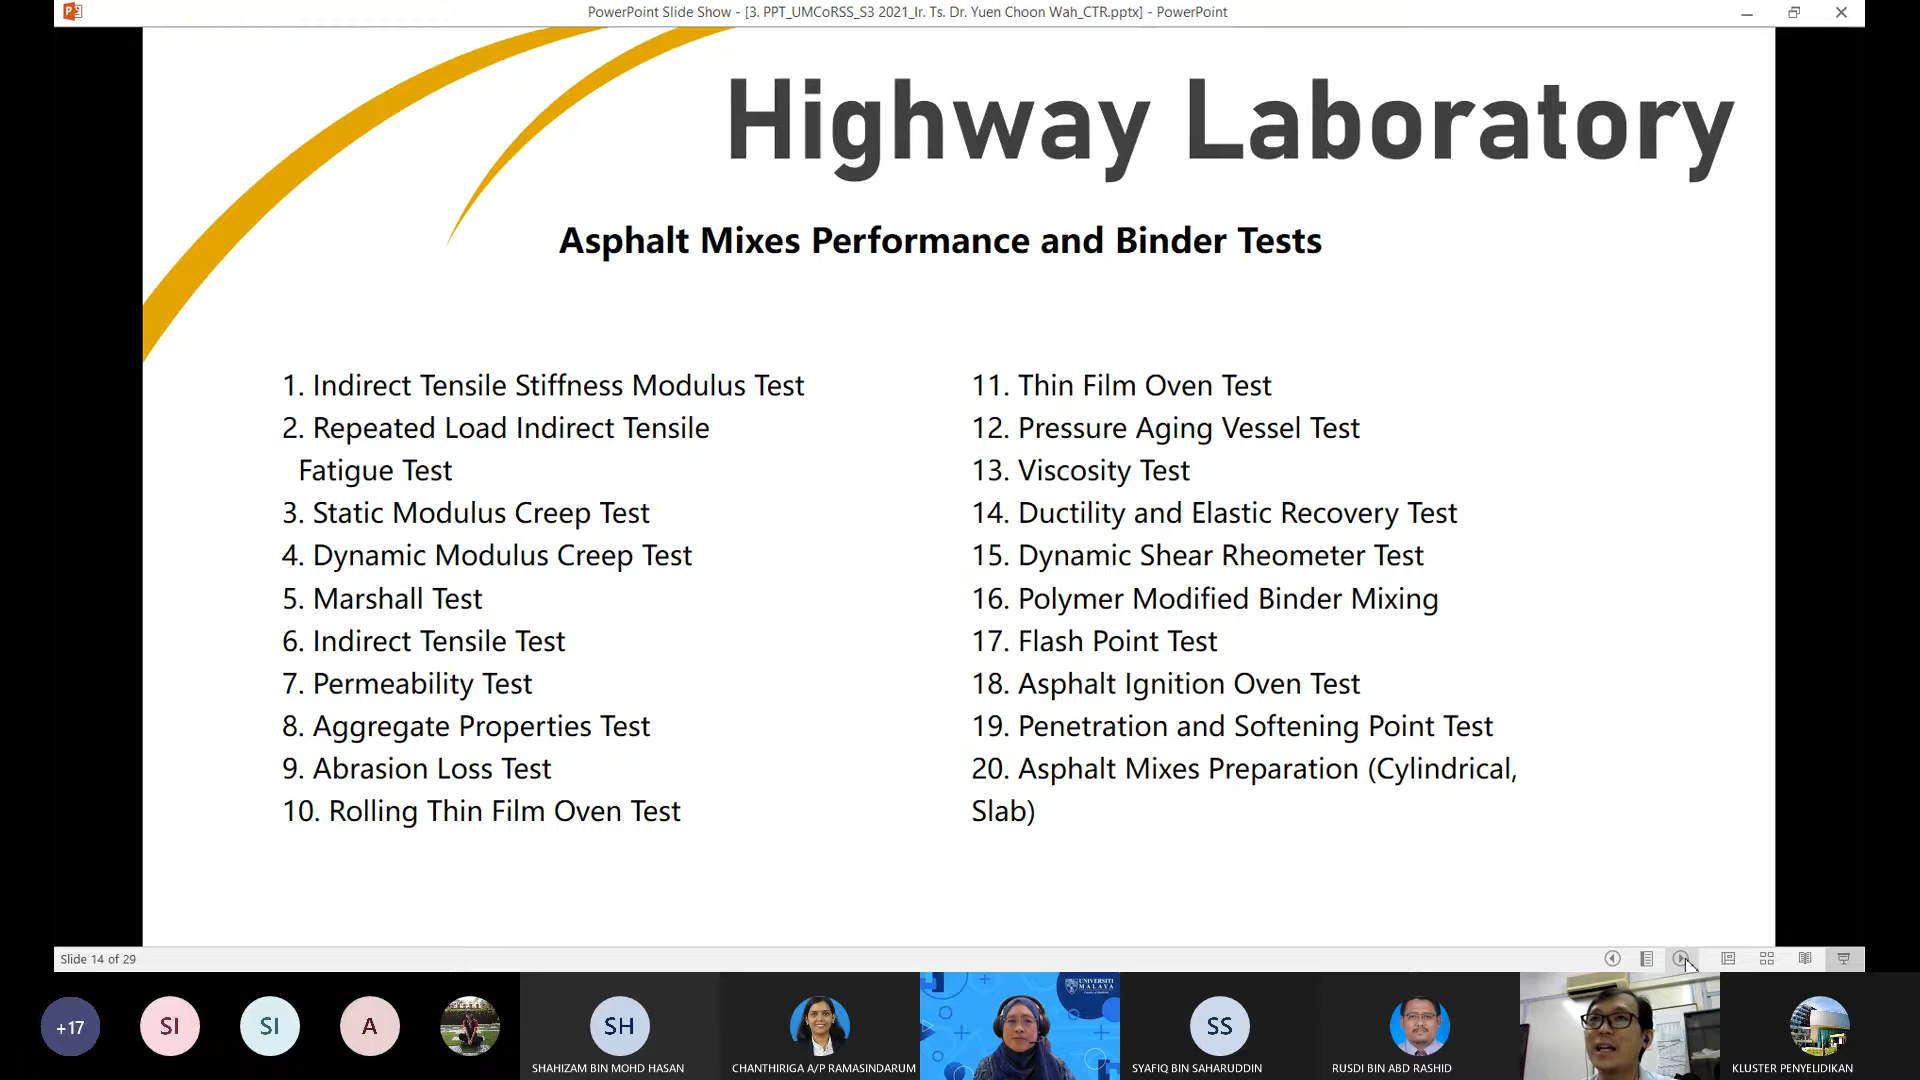 PowerPoint Slide Show - [3. PPT_UMCoRSS_S3 2021_Ir. Ts. Dr. Yuen Choon Wah_CTR.pptx] - PowerPoint
Highway Laboratory
Asphalt Mixes Performance and Binder Tests
1. Indirect Tensile Stiffness Modulus Test
2. Repeated Load Indirect Tensile
Fatigue Test
3. Static Modulus Creep Test
4. Dynamic Modulus Creep Test
5. Marshall Test
6. Indirect Tensile Test
7. Permeability Test
8. Aggregate Properties Test
9. Abrasion Loss Test
10. Rolling Thin Film Oven Test
11. Thin Film Oven Test
12. Pressure Aging Vessel Test
13. Viscosity Test
14. Ductility and Elastic Recovery Test
15. Dynamic Shear Rheometer Test
16. Polymer Modified Binder Mixing
17. Flash Point Test
18. Asphalt Ignition Oven Test
19. Penetration and Softening Point Test
20. Asphalt Mixes Preparation (Cylindrical,
Slab)
Slide 14 of 29
+17
SI
SI
A
SH
SHAHIZAM BIN MOHD HASAN
CHANTHIRIGA A/P RAMASINDARUM
UNIVERSITI
MALAYA
SS
SYAFIQ BIN SAHARUDDIN
RUSDI BIN ABD RASHID
KLUSTER PENYELIDIKAN